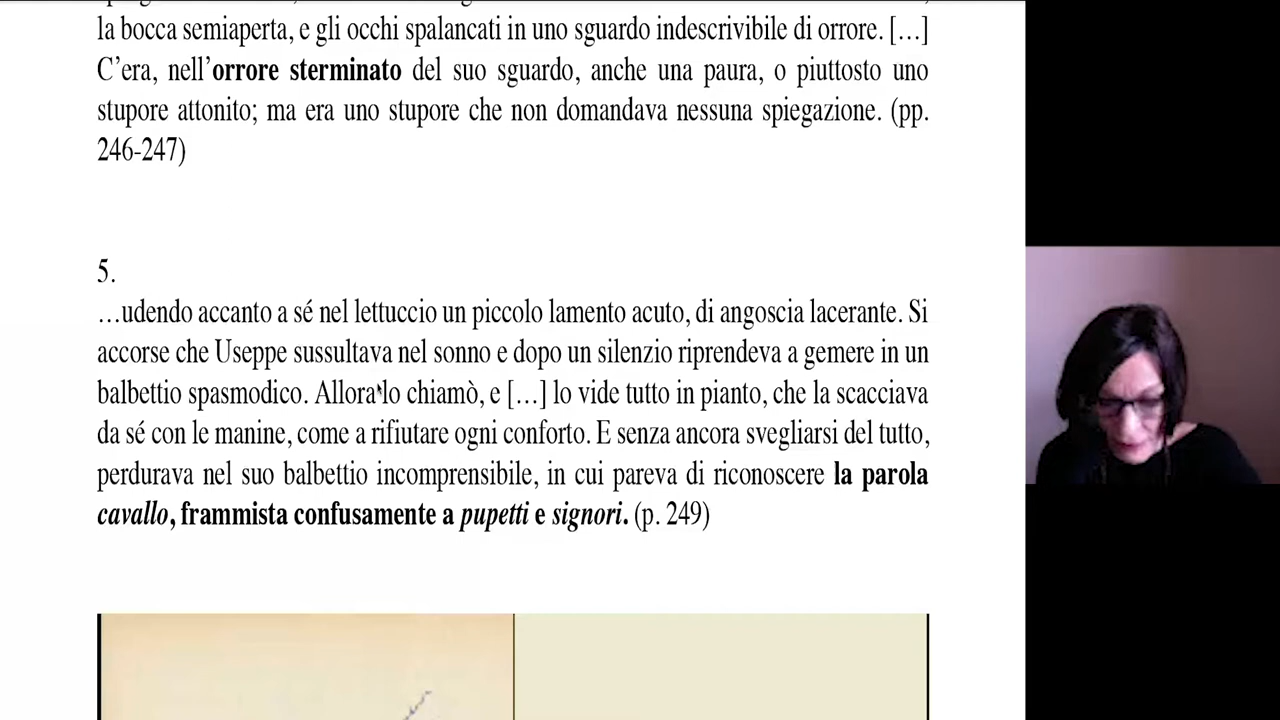 la bocca semiaperta, e gli occhi spalancati in uno sguardo indescrivibile di orrore. […]
C’era, nell’orrore sterminato del suo sguardo, anche una paura, o piuttosto uno
stupore attonito; ma era uno stupore che non domandava nessuna spiegazione. (pp.
246-247)
5.
…udendo accanto a sé nel lettuccio un piccolo lamento acuto, di angoscia lacerante. Si
accorse che Useppe sussultava nel sonno e dopo un silenzio riprendeva a gemere in un
balbettio spasmodico. Allora lo chiamò, e […] lo vide tutto in pianto, che la scacciava
da sé con le manine, come a rifiutare ogni conforto. E senza ancora svegliarsi del tutto,
perdurava nel suo balbettio incomprensibile, in cui pareva di riconoscere la parola
cavallo, frammista confusamente a pupetti e signori. (p. 249)